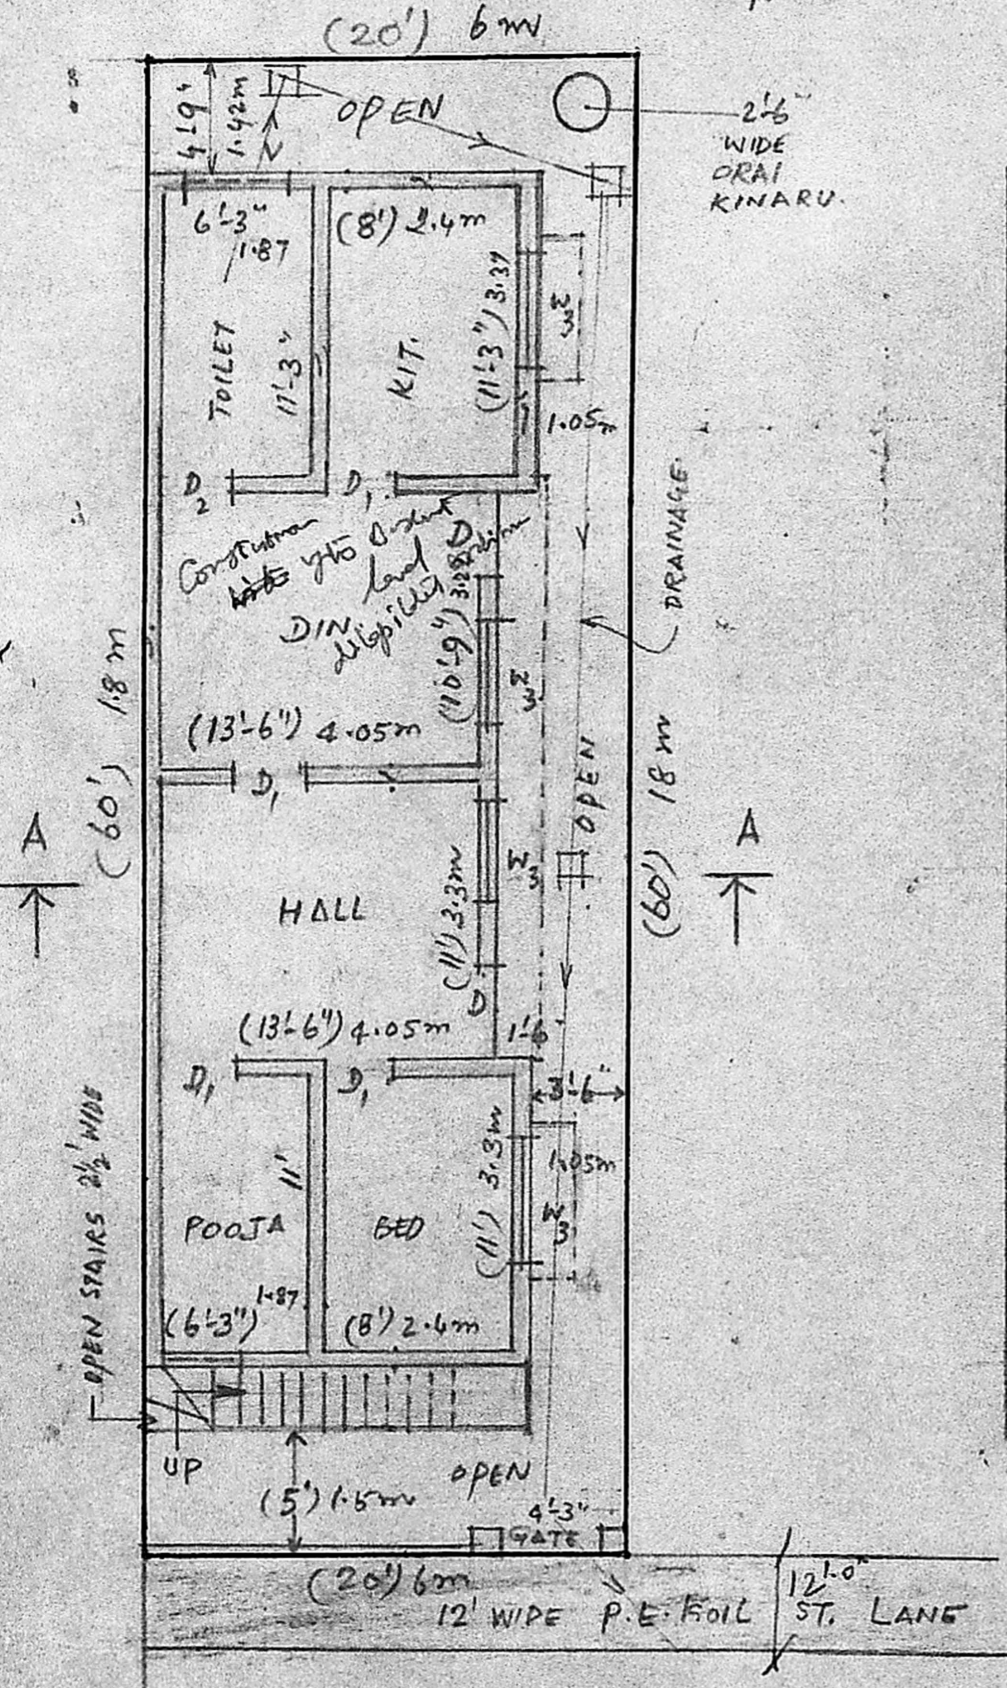 (20') 6m
4'-9"
1.42m
OPEN
2'-6"
WIDE
ORAI
KINARU.
6'-3"
1.87
(8') 2.4m
TOILET
11'-3"
KIT.
(11'-3") 3.37
W3
1.05m
D2
D1
D
upto Basement
level
DIN
(10'-9")
W3
DRAINAGE
(13'-6") 4.05m
D1
(60') 18m
OPEN
(60') 18m
A
A
HALL
(11') 3.3m
W3
D
(13'-6") 4.05m
1'-6"
D1
D1
3'-6"
1.05m
OPEN STAIRS 2½' WIDE
11'
(11') 3.3m
W3
POOJA
BED
(6'-3") 1.87
(8') 2.4m
UP
(5') 1.5m
OPEN
4'-3"
GATE
(20') 6m
12' WIDE P.E. KOIL ST. LANE
12'-0"